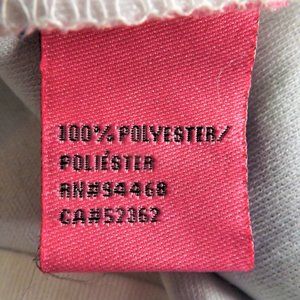 100% POLYESTER/
POLIÉSTER
RN#94468
CA#52362